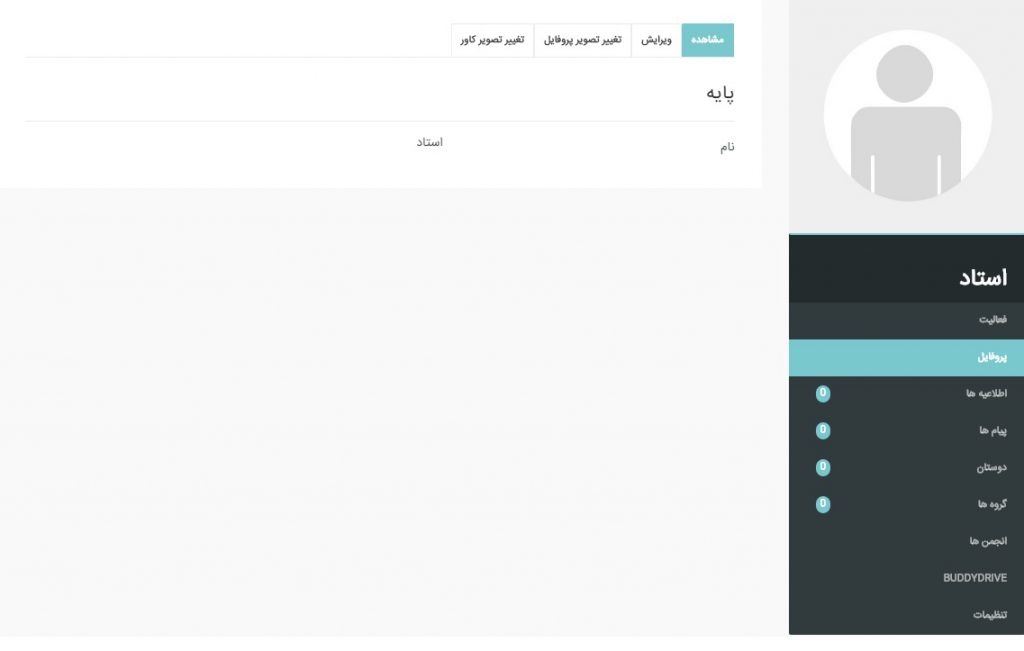 مشاهده
ویرایش
تغییر تصویر پروفایل
تغییر تصویر کاور
پایه
نام
استاد
استاد
فعالیت
پروفایل
اطلاعیه ها
0
پیام ها
0
دوستان
0
گروه ها
0
انجمن ها
BUDDYDRIVE
تنظیمات